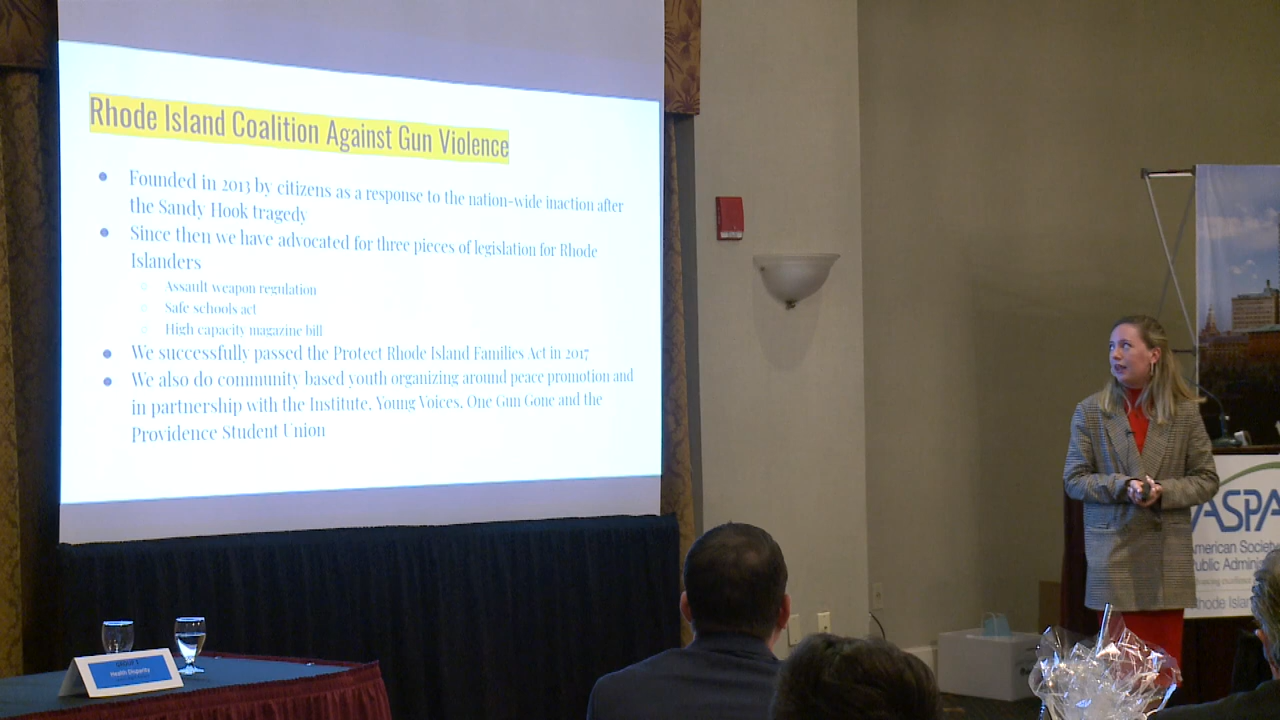 Rhode Island Coalition Against Gun Violence
Founded in 2013 by citizens as a response to the nation-wide inaction after
the Sandy Hook tragedy
Since then we have advocated for three pieces of legislation for Rhode
Islanders
Assault weapon regulation
Safe schools act
High capacity magazine bill
We successfully passed the Protect Rhode Island Families Act in 2017
We also do community based youth organizing around peace promotion and
in partnership with the Institute, Young Voices, One Gun Gone and the
Providence Student Union
ASPA
American Society
Public Admini
Rhode Islan
GROUP 1
Health Disparity